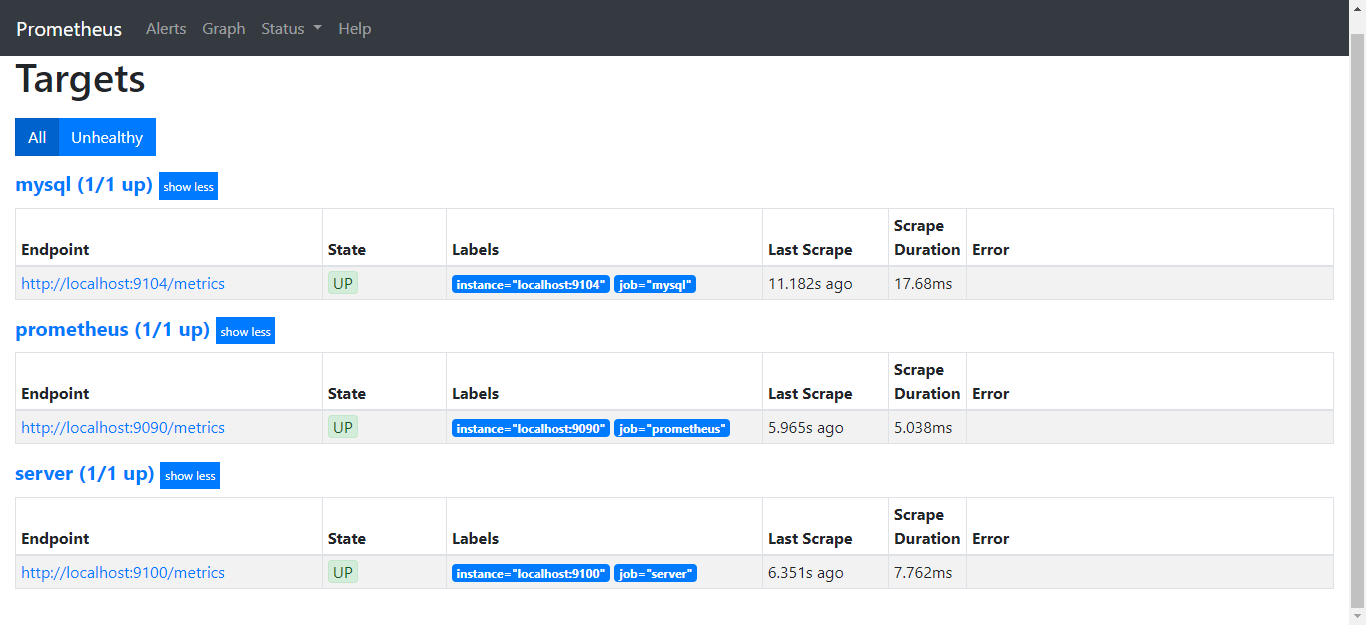 Prometheus Alerts Graph Status Help
Targets
All Unhealthy
mysql (1/1 up) show less
Endpoint State Labels Last Scrape Scrape Duration Error
http://localhost:9104/metrics UP instance="localhost:9104" job="mysql" 11.182s ago 17.68ms
prometheus (1/1 up) show less
Endpoint State Labels Last Scrape Scrape Duration Error
http://localhost:9090/metrics UP instance="localhost:9090" job="prometheus" 5.965s ago 5.038ms
server (1/1 up) show less
Endpoint State Labels Last Scrape Scrape Duration Error
http://localhost:9100/metrics UP instance="localhost:9100" job="server" 6.351s ago 7.762ms